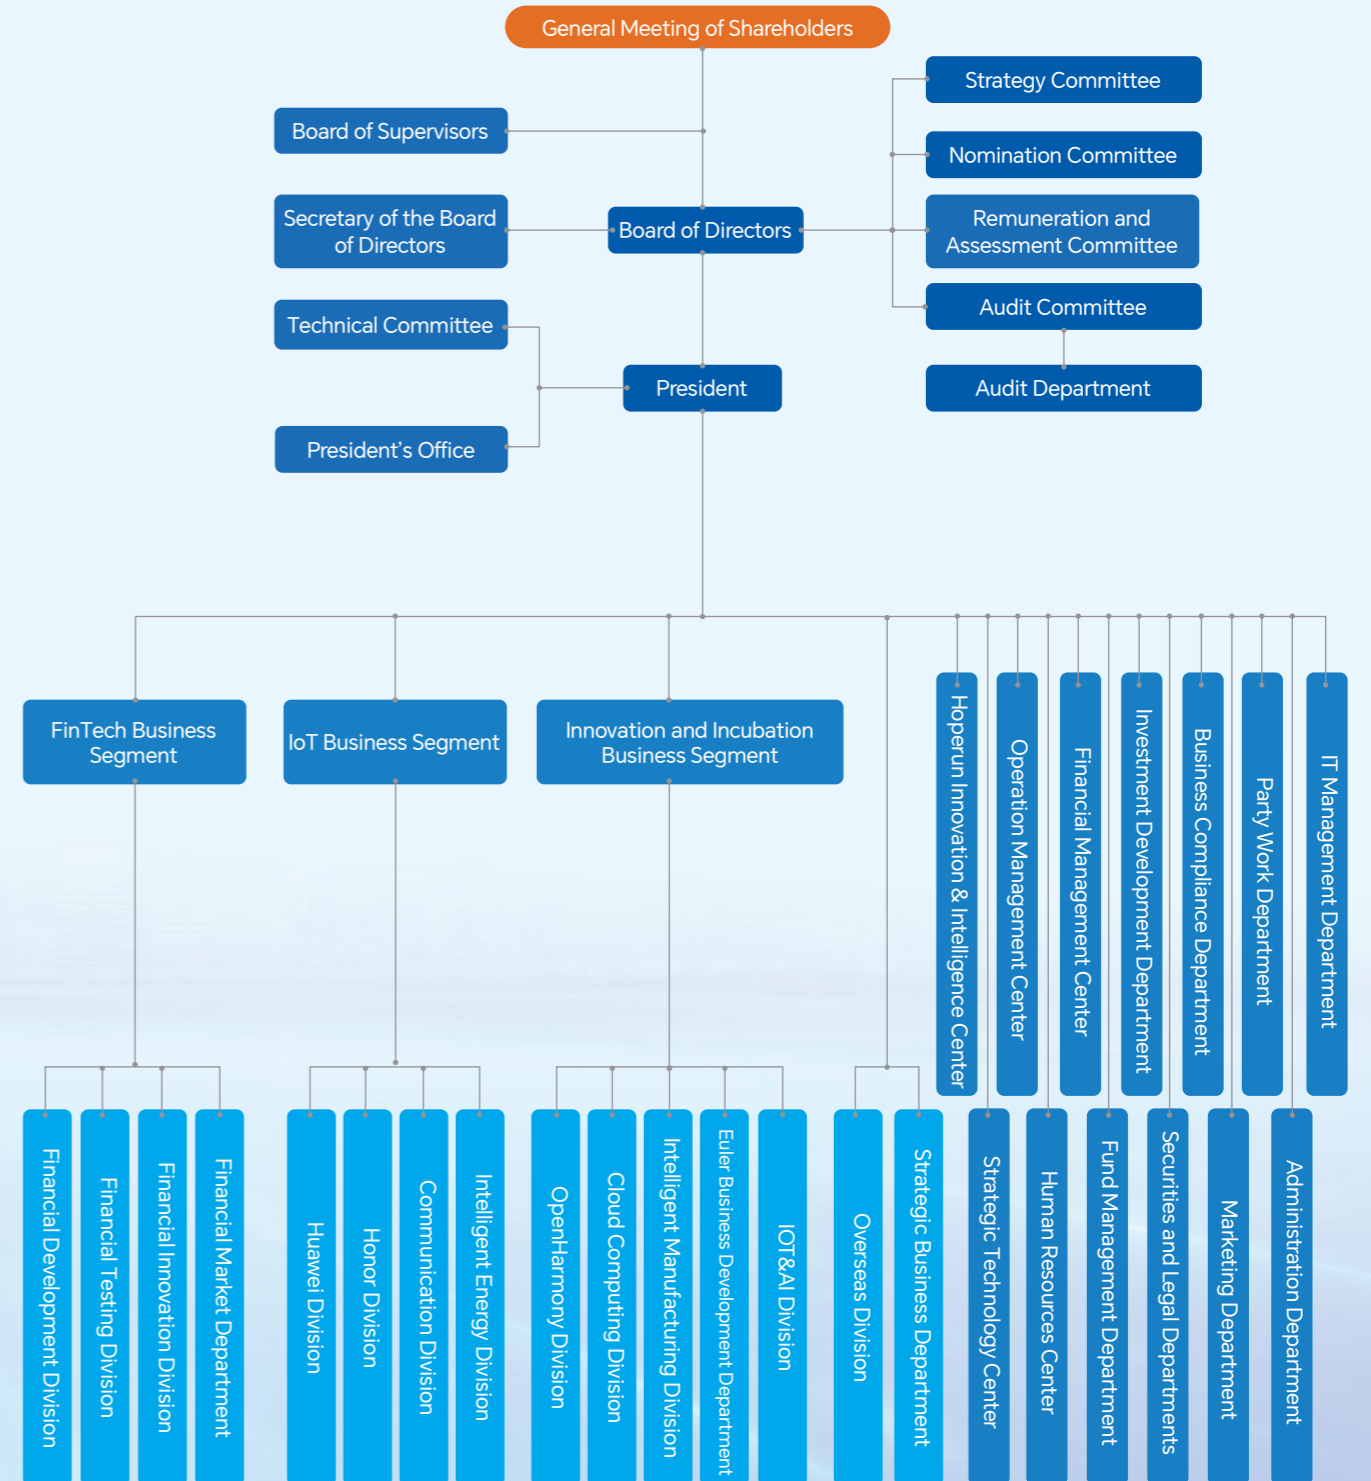 General Meeting of Shareholders
Strategy Committee
Board of Supervisors
Nomination Committee
Secretary of the Board
of Directors
Board of Directors
Remuneration and
Assessment Committee
Audit Committee
Technical Committee
President
Audit Department
President's Office
FinTech Business
Segment
IoT Business Segment
Innovation and Incubation
Business Segment
Hoperun Innovation & Intelligence Center
Operation Management Center
Financial Management Center
Investment Development Department
Business Compliance Department
Party Work Department
IT Management Department
Financial Development Division
Financial Testing Division
Financial Innovation Division
Financial Market Department
Huawei Division
Honor Division
Communication Division
Intelligent Energy Division
OpenHarmony Division
Cloud Computing Division
Intelligent Manufacturing Division
Euler Business Development Department
IOT&AI Division
Overseas Division
Strategic Business Department
Strategic Technology Center
Human Resources Center
Fund Management Department
Securities and Legal Departments
Marketing Department
Administration Department